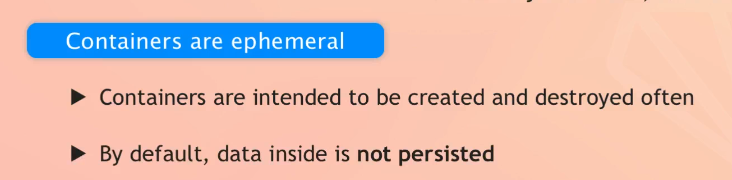 Containers are ephemeral
▶ Containers are intended to be created and destroyed often
▶ By default, data inside is not persisted